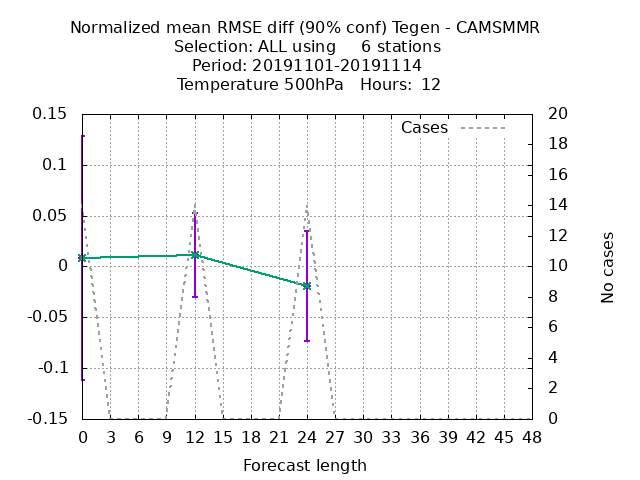 Normalized mean RMSE diff (90% conf) Tegen - CAMSMMR
Selection: ALL using     6 stations
Period: 20191101-20191114
Temperature 500hPa   Hours:  12
0.15
0.1
0.05
0
-0.05
-0.1
-0.15
Cases
20
18
16
14
12
10
8
6
4
2
0
No cases
0 3 6 9 12 15 18 21 24 27 30 33 36 39 42 45 48
Forecast length